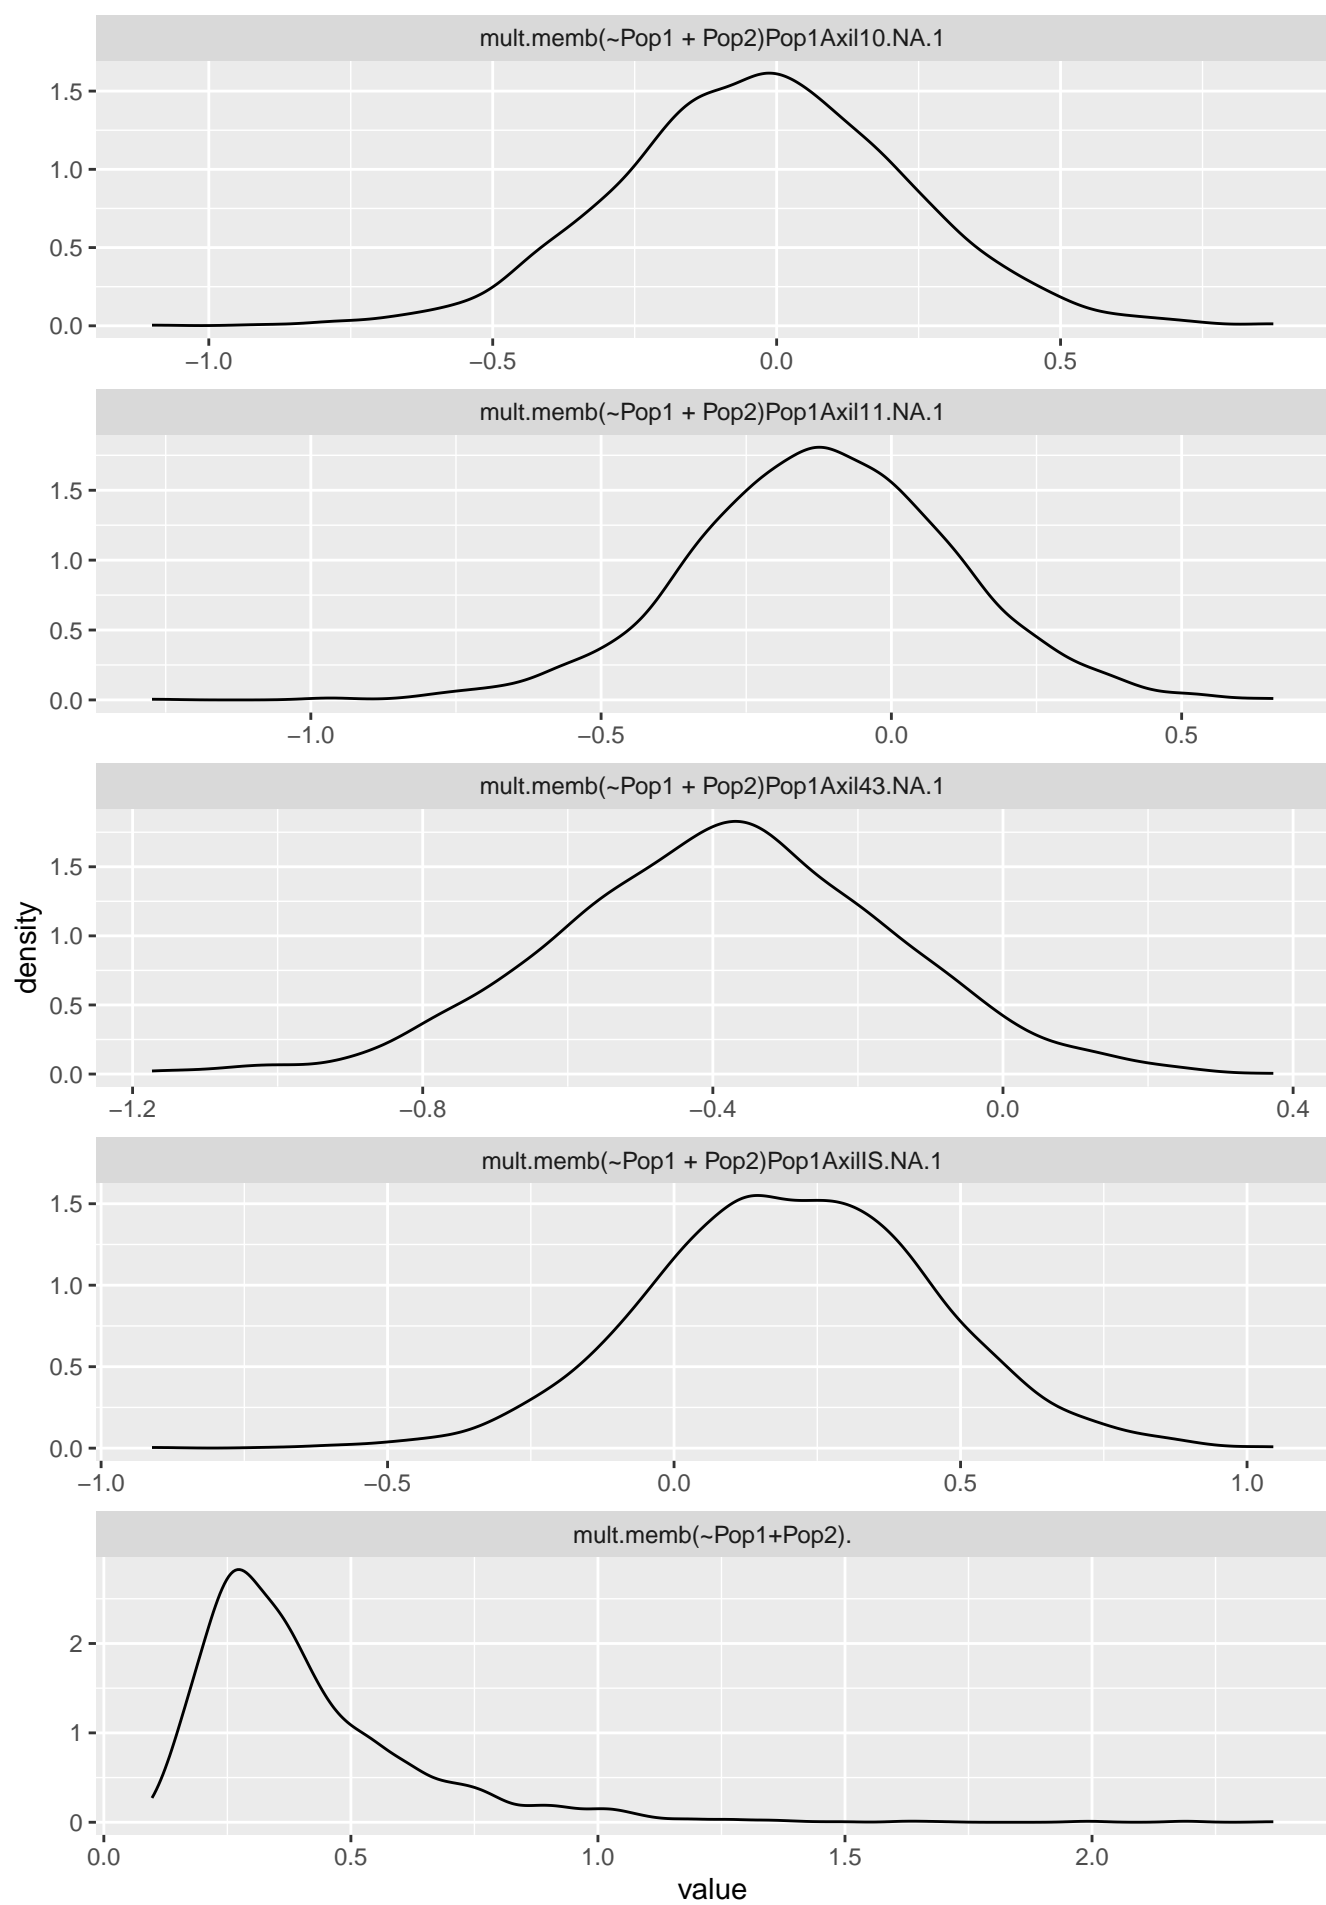 mult.memb(~Pop1 + Pop2)Pop1Axil10.NA.1
1.5
1.0
0.5
0.0
−1.0 −0.5 0.0 0.5
mult.memb(~Pop1 + Pop2)Pop1Axil11.NA.1
1.5
1.0
0.5
0.0
−1.0 −0.5 0.0 0.5
mult.memb(~Pop1 + Pop2)Pop1Axil43.NA.1
1.5
1.0
0.5
0.0
−1.2 −0.8 −0.4 0.0 0.4
density
mult.memb(~Pop1 + Pop2)Pop1AxilIS.NA.1
1.5
1.0
0.5
0.0
−1.0 −0.5 0.0 0.5 1.0
mult.memb(~Pop1+Pop2).
2
1
0
0.0 0.5 1.0 1.5 2.0
value